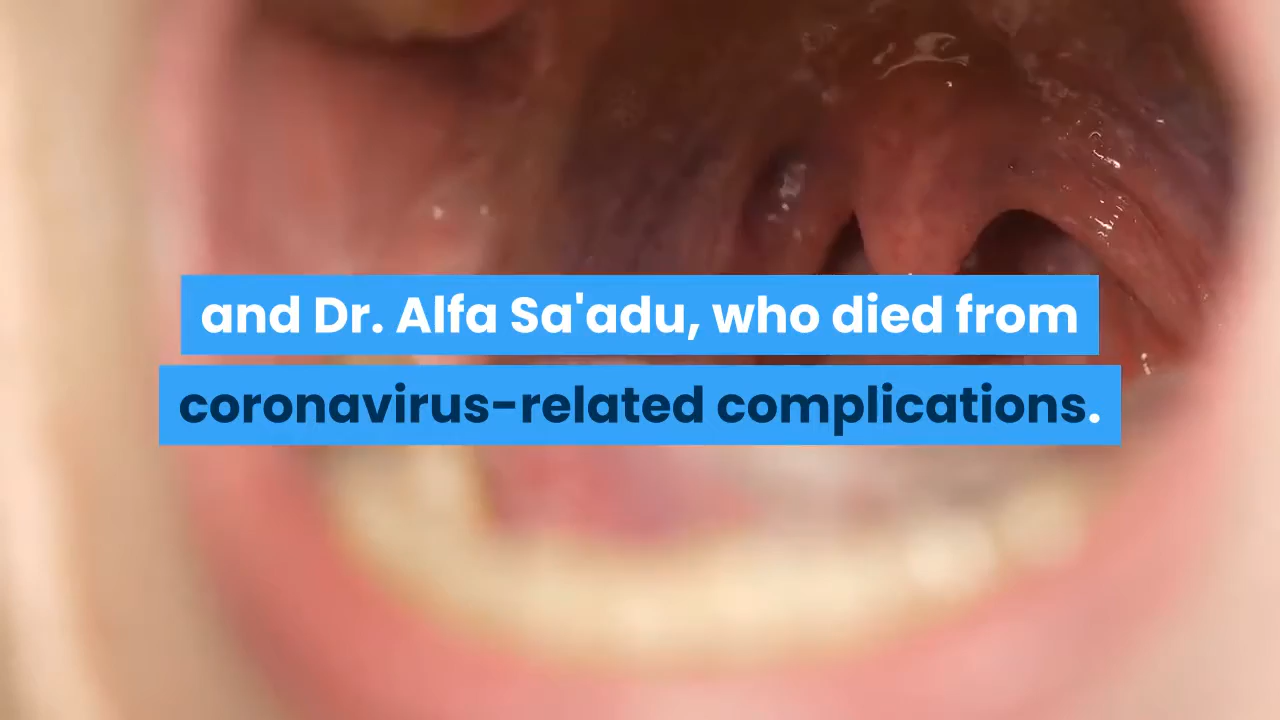 and Dr. Alfa Sa'adu, who died from
coronavirus-related complications.